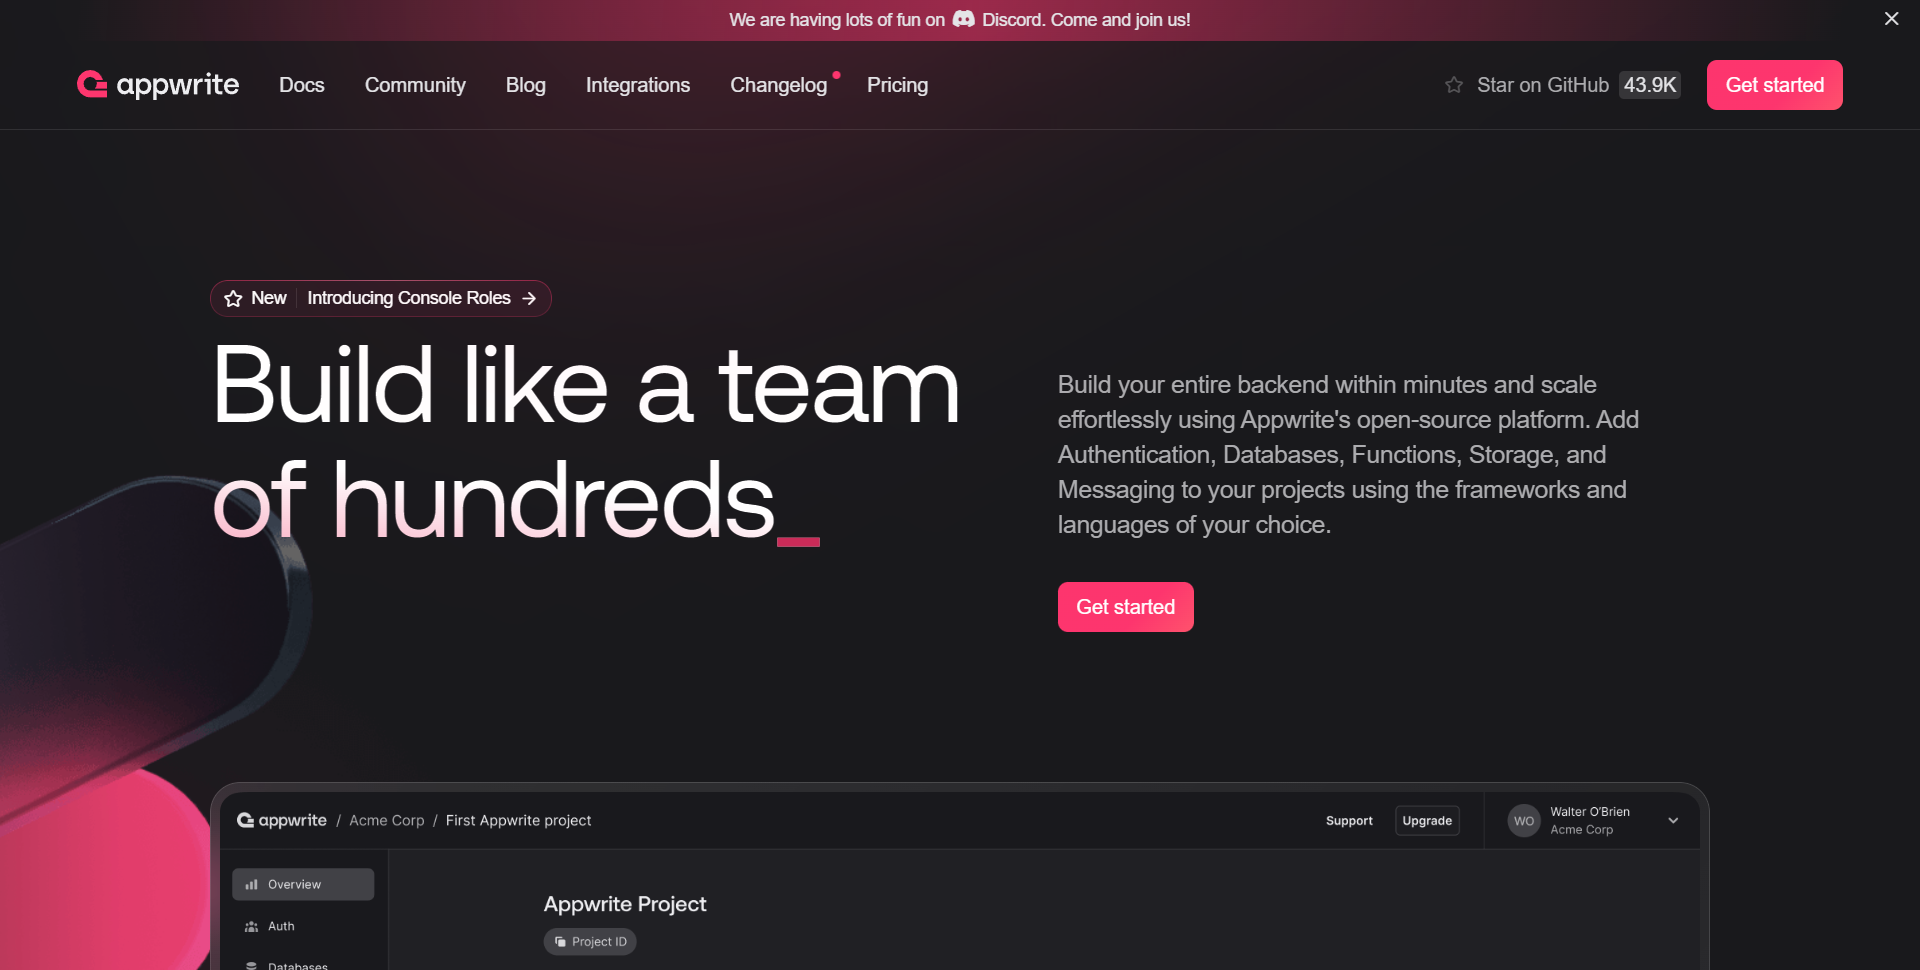 We are having lots of fun on Discord. Come and join us!
appwrite
Docs
Community
Blog
Integrations
Changelog
Pricing
Star on GitHub 43.9K
Get started
New
Introducing Console Roles
Build like a team
of hundreds_
Build your entire backend within minutes and scale
effortlessly using Appwrite's open-source platform. Add
Authentication, Databases, Functions, Storage, and
Messaging to your projects using the frameworks and
languages of your choice.
Get started
appwrite / Acme Corp / First Appwrite project
Support
Upgrade
WO
Walter O'Brien
Acme Corp
Overview
Auth
Databases
Appwrite Project
Project ID